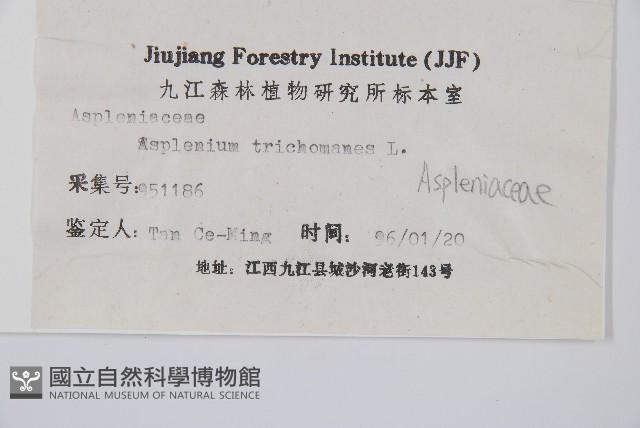 Jiujiang Forestry Institute (JJF)
九江森林植物研究所标本室
Aspleniaceae
Asplenium trichomanes L.
采集号:951186
Aspleniaceae
鉴定人: Tan Ce-Ming 时间: 96/01/20
地址: 江西九江县城沙河老街143号
國立自然科學博物館
NATIONAL MUSEUM OF NATURAL SCIENCE